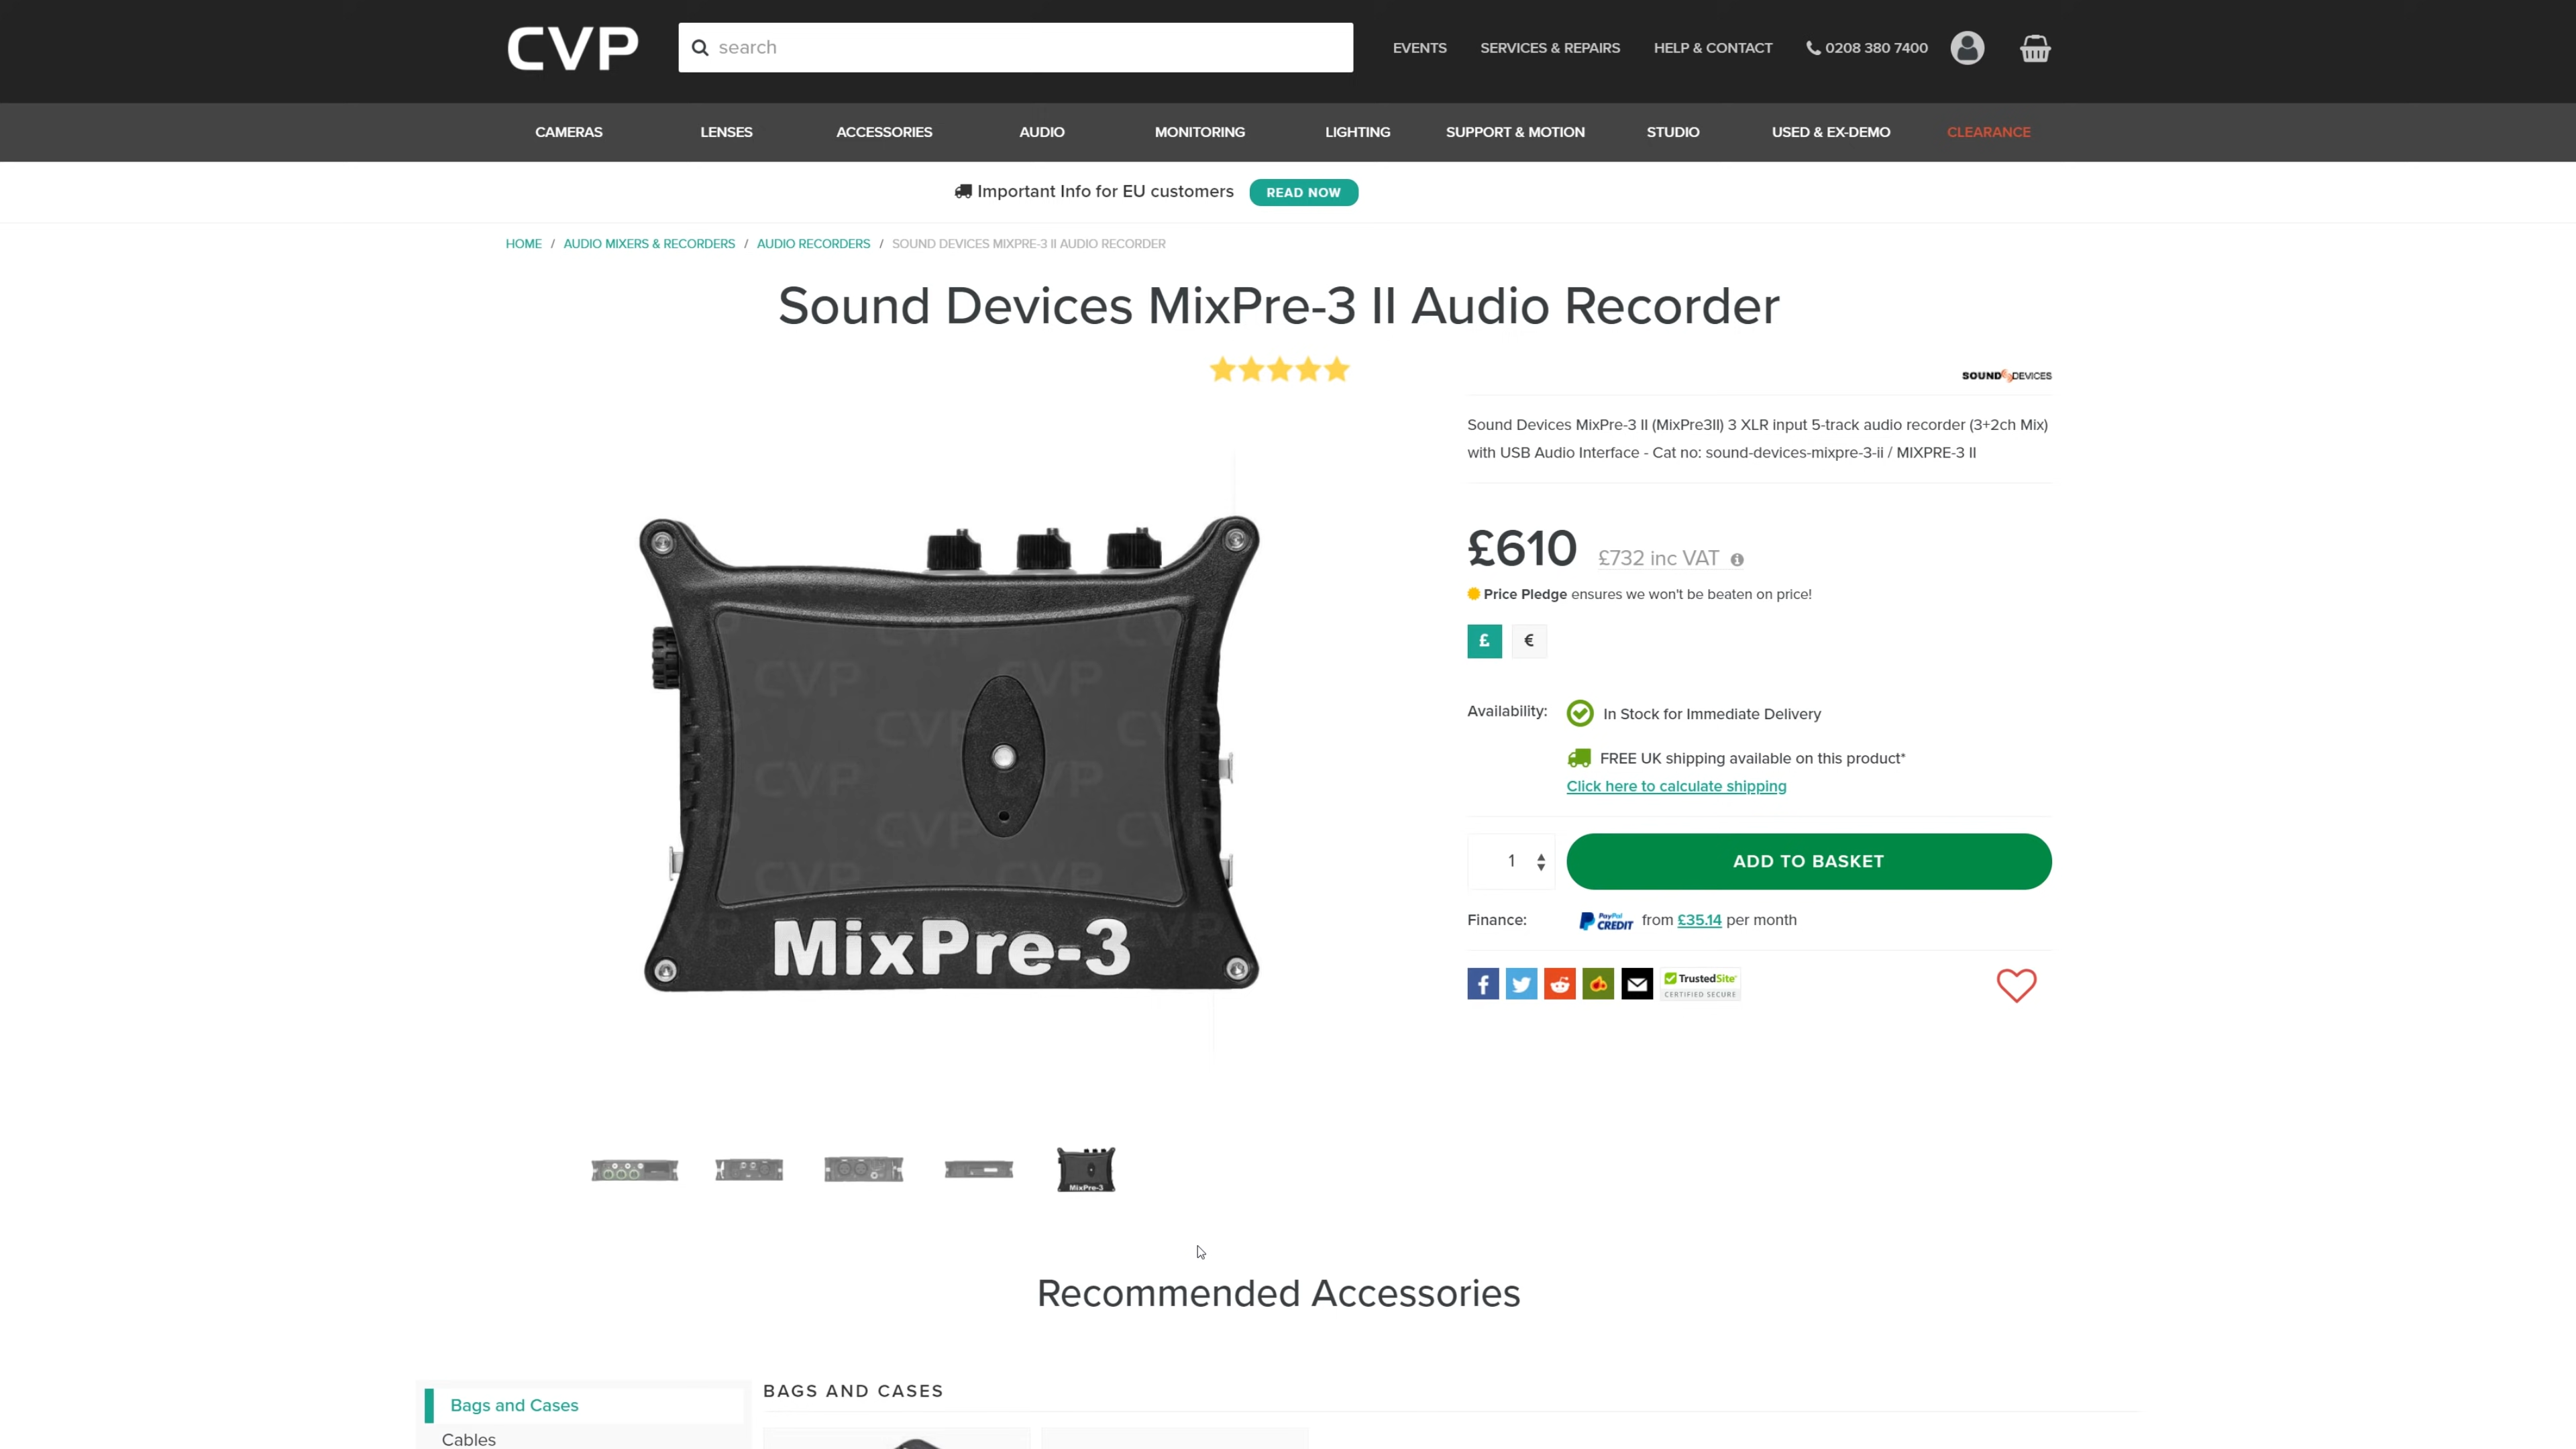 CVP
search
EVENTS
SERVICES & REPAIRS
HELP & CONTACT
0208 380 7400
CAMERAS
LENSES
ACCESSORIES
AUDIO
MONITORING
LIGHTING
SUPPORT & MOTION
STUDIO
USED & EX-DEMO
CLEARANCE
Important Info for EU customers
READ NOW
HOME / AUDIO MIXERS & RECORDERS / AUDIO RECORDERS / SOUND DEVICES MIXPRE-3 II AUDIO RECORDER
Sound Devices MixPre-3 II Audio Recorder
SOUND DEVICES
Sound Devices MixPre-3 II (MixPre3II) 3 XLR input 5-track audio recorder (3+2ch Mix)
with USB Audio Interface - Cat no: sound-devices-mixpre-3-ii / MIXPRE-3 II
£610 £732 inc VAT
Price Pledge ensures we won't be beaten on price!
£ €
Availability: In Stock for Immediate Delivery
FREE UK shipping available on this product*
Click here to calculate shipping
1
ADD TO BASKET
Finance: PayPal CREDIT from £35.14 per month
TrustedSite
CERTIFIED SECURE
CVP
MixPre-3
MixPre-3
Recommended Accessories
Bags and Cases
Cables
BAGS AND CASES